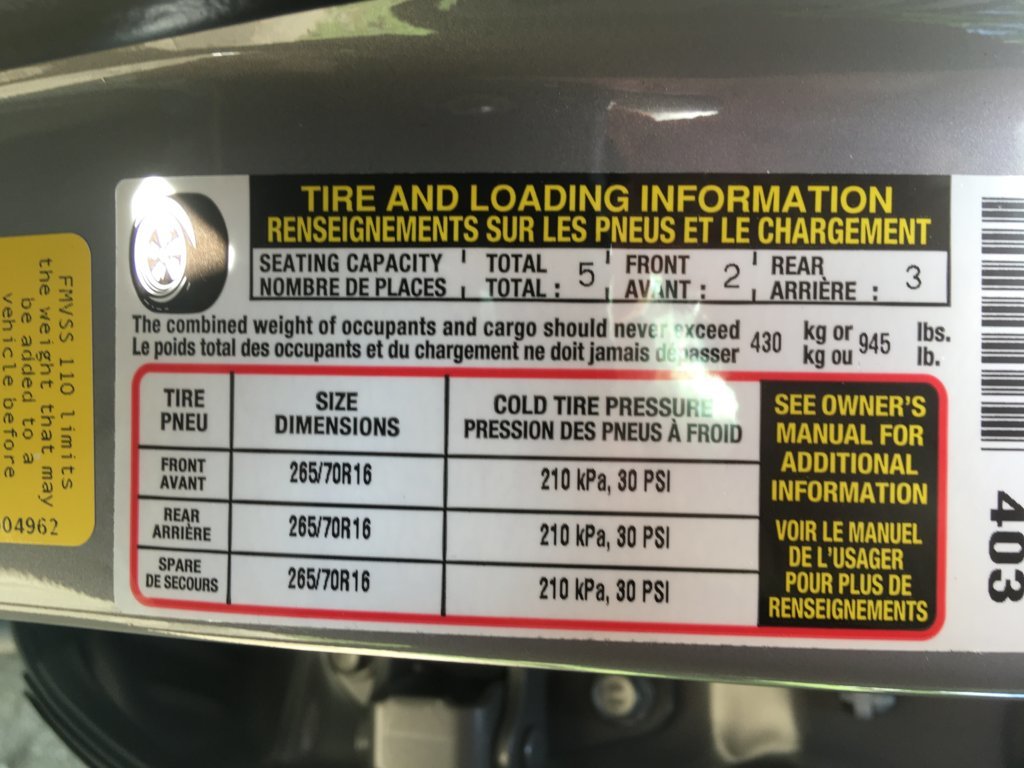 TIRE AND LOADING INFORMATION
RENSEIGNEMENTS SUR LES PNEUS ET LE CHARGEMENT
SEATING CAPACITY TOTAL FRONT REAR
NOMBRE DE PLACES TOTAL : 5 AVANT : 2 ARRIÈRE : 3
The combined weight of occupants and cargo should never exceed 430 kg or 945 lbs.
Le poids total des occupants et du chargement ne doit jamais dépasser kg ou lb.
TIRE SIZE COLD TIRE PRESSURE
PNEU DIMENSIONS PRESSION DES PNEUS À FROID
FRONT
AVANT 265/70R16 210 kPa, 30 PSI
REAR
ARRIÈRE 265/70R16 210 kPa, 30 PSI
SPARE
DE SECOURS 265/70R16 210 kPa, 30 PSI
SEE OWNER'S
MANUAL FOR
ADDITIONAL
INFORMATION
VOIR LE MANUEL
DE L'USAGER
POUR PLUS DE
RENSEIGNEMENTS
FMVSS 110 limits
the weight that may
be added to a
vehicle before
04962
403